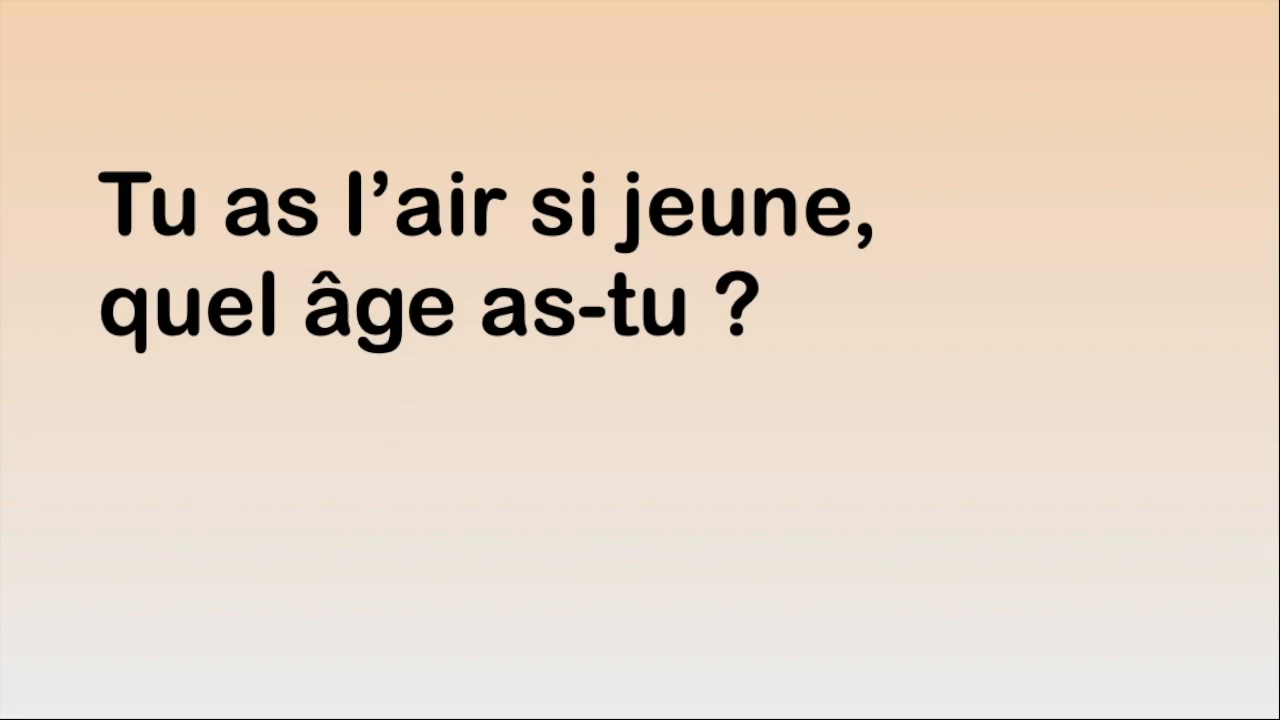 Tu as l’air si jeune,
quel âge as-tu ?